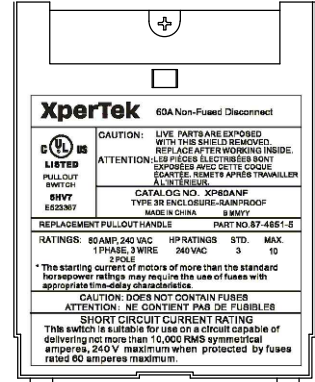 XperTek 60A Non-Fused Disconnect
C UL US
LISTED
PULLOUT
SWITCH
6HV7
E523367
CAUTION: LIVE PARTS ARE EXPOSED
WITH THIS SHIELD REMOVED.
REPLACE AFTER WORKING INSIDE.
ATTENTION: LES PIÈCES ÉLECTRISÉES SONT
EXPOSÉES AVEC CETTE COQUE
ÉCARTÉE. REMETS APRÈS TRAVAILLER
À L'INTÉRIEUR.
CATALOG NO. XP60ANF
TYPE 3R ENCLOSURE-RAINPROOF
MADE IN CHINA BMMYY
REPLACEMENT PULLOUT HANDLE PART NO.87-4651-5
RATINGS: 60 AMP, 240 VAC HP RATINGS STD. MAX.
1 PHASE, 3 WIRE 240 VAC 3 10
2 POLE
* The starting current of motors of more than the standard
horsepower ratings may require the use of fuses with
appropriate time-delay characteristics.
CAUTION: DOES NOT CONTAIN FUSES
ATTENTION: NE CONTIENT PAS DE FUSIBLES
SHORT CIRCUIT CURRENT RATING
This switch is suitable for use on a circuit capable of
delivering not more than 10,000 RMS symmetrical
amperes, 240 V maximum when protected by fuses
rated 60 amperes maximum.